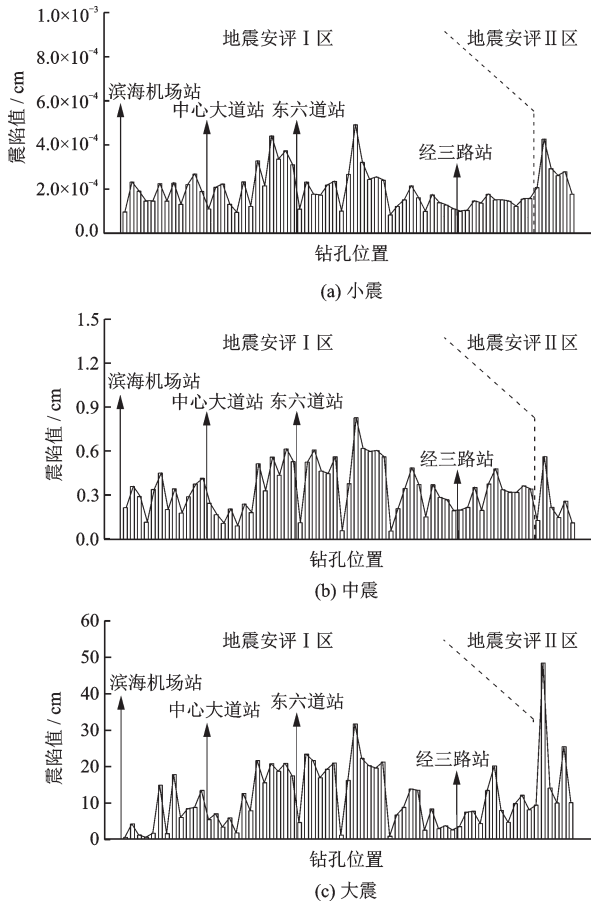 1.0×10⁻³
地震安评Ⅰ区
地震安评Ⅱ区
8.0×10⁻⁴
滨海机场站
6.0×10⁻⁴
中心大道站
东六道站
4.0×10⁻⁴
经三路站
2.0×10⁻⁴
0.0
震陷值 / cm
钻孔位置
(a) 小震
1.5
地震安评Ⅰ区
地震安评Ⅱ区
1.2
滨海机场站
0.9
中心大道站
东六道站
0.6
经三路站
0.3
0.0
震陷值 / cm
钻孔位置
(b) 中震
60
地震安评Ⅰ区
地震安评Ⅱ区
50
滨海机场站
40
中心大道站
东六道站
30
经三路站
20
10
0
震陷值 / cm
钻孔位置
(c) 大震